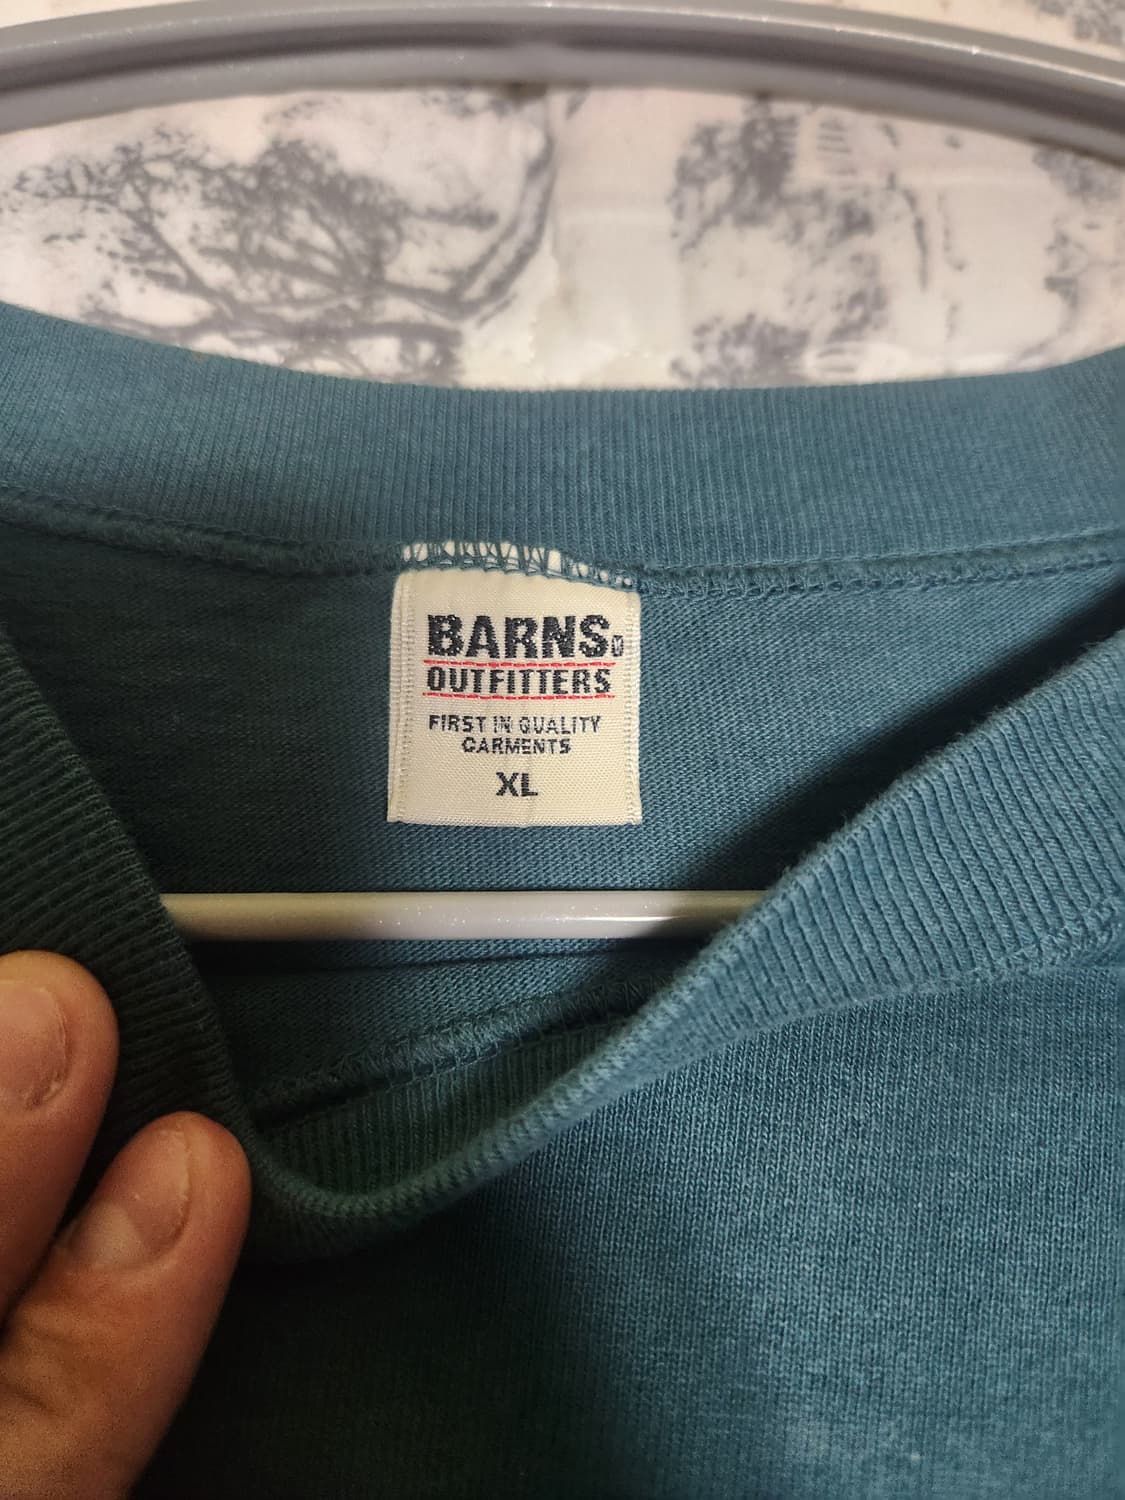 BARNS
OUTFITTERS
FIRST IN QUALITY
GARMENTS
XL